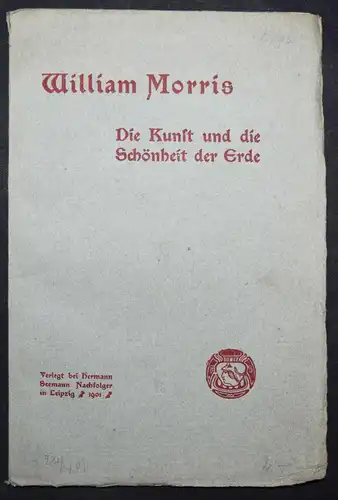 William Morris
Die Kunſt und die
Schönheit der Erde
Verlegt bei Hermann
Seemann Nachfolger
in Leipzig 1901